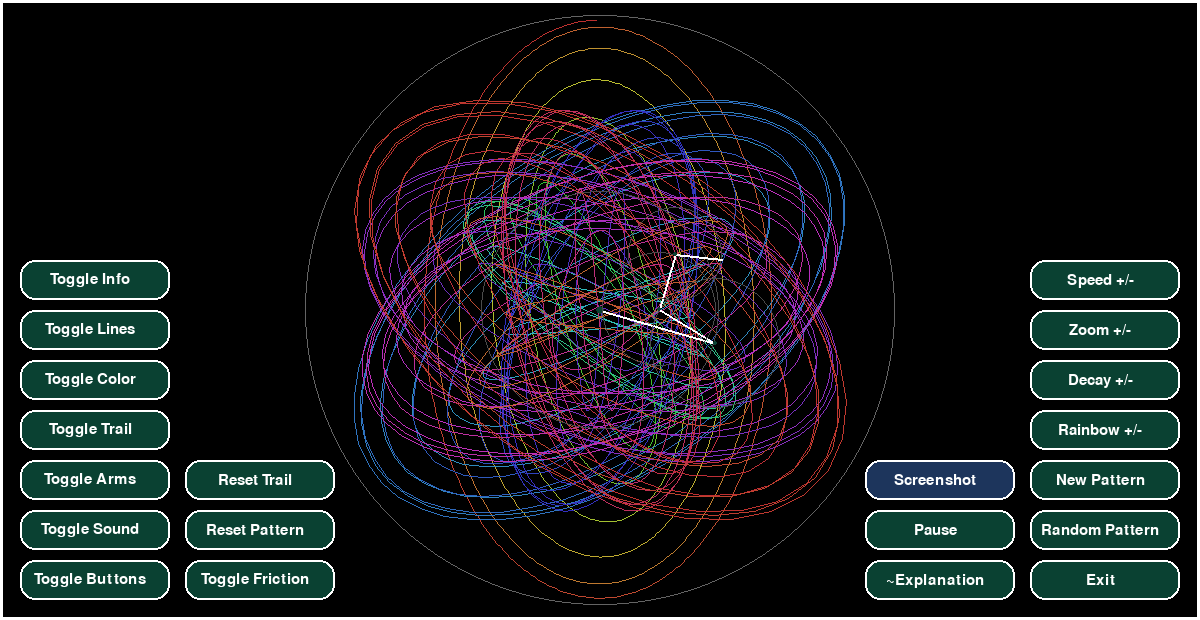 Toggle Info
Toggle Lines
Toggle Color
Toggle Trail
Toggle Arms
Toggle Sound
Toggle Buttons
Reset Trail
Reset Pattern
Toggle Friction
Screenshot
Pause
~Explanation
Speed +/-
Zoom +/-
Decay +/-
Rainbow +/-
New Pattern
Random Pattern
Exit